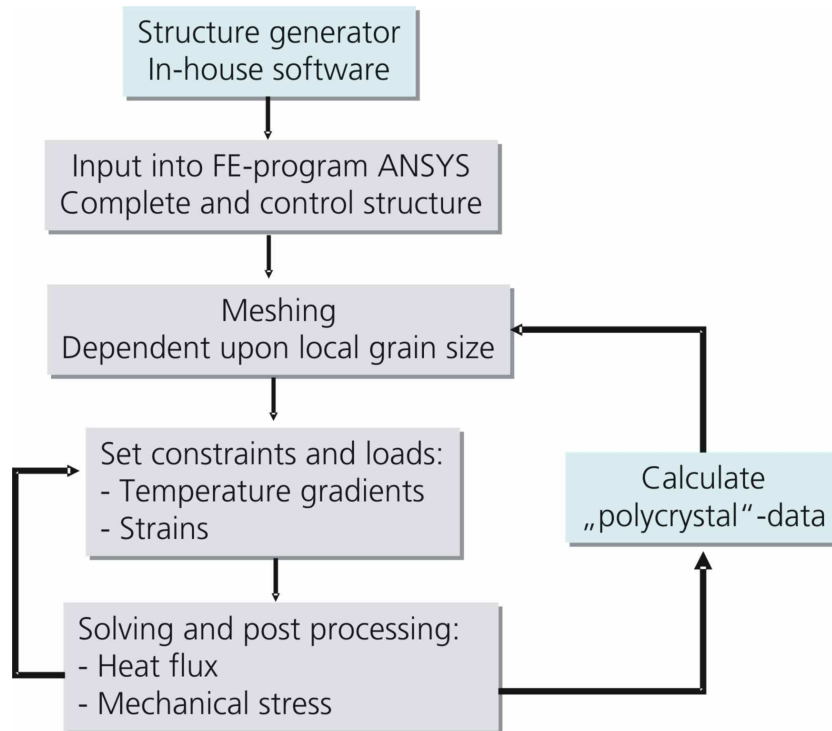 Structure generator
In-house software
Input into FE-program ANSYS
Complete and control structure
Meshing
Dependent upon local grain size
Set constraints and loads:
- Temperature gradients
- Strains
Calculate
„polycrystal“-data
Solving and post processing:
- Heat flux
- Mechanical stress